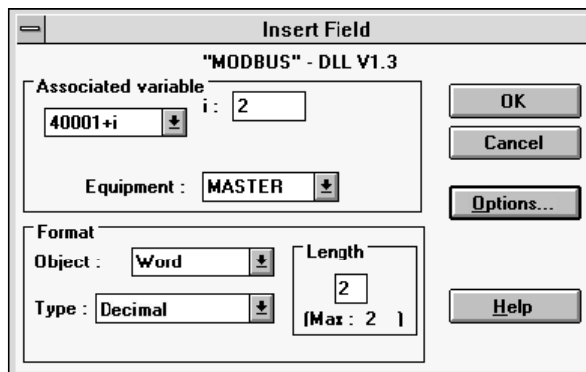 Insert Field
"MODBUS" - DLL V1.3
Associated variable
40001+i i : 2
Equipment : MASTER
OK
Cancel
Options...
Format
Object : Word
Type : Decimal
Length
2
(Max : 2 )
Help